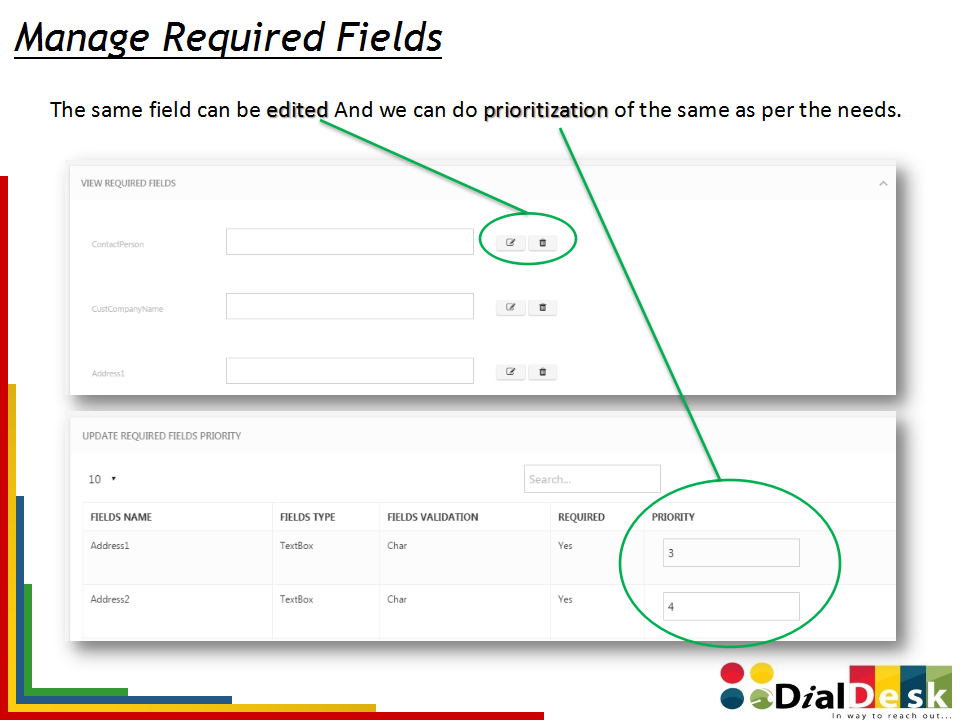 Manage Required Fields
The same field can be edited And we can do prioritization of the same as per the needs.
VIEW REQUIRED FIELDS
ContactPerson
CustCompanyName
Address1
UPDATE REQUIRED FIELDS PRIORITY
10
Search...
FIELDS NAME FIELDS TYPE FIELDS VALIDATION REQUIRED PRIORITY
Address1 TextBox Char Yes 3
Address2 TextBox Char Yes 4
DialDesk
In way to reach out...